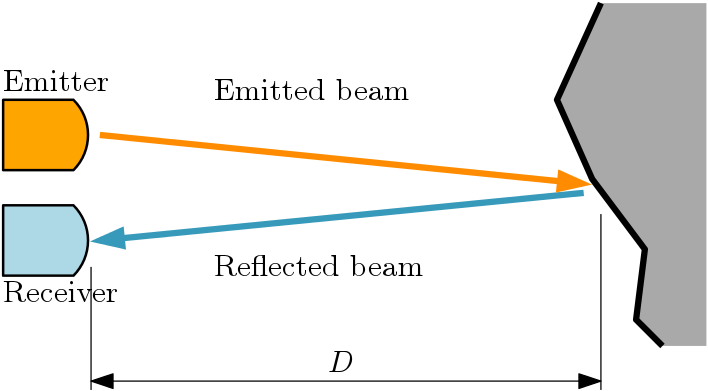 Emitter
Emitted beam
Reflected beam
Receiver
D